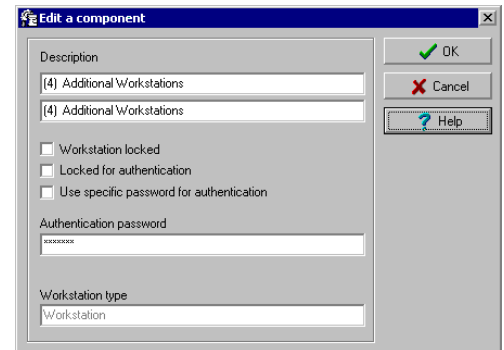 Edit a component
Description
(4) Additional Workstations
(4) Additional Workstations
Workstation locked
Locked for authentication
Use specific password for authentication
Authentication password
*******
Workstation type
Workstation
OK
Cancel
Help